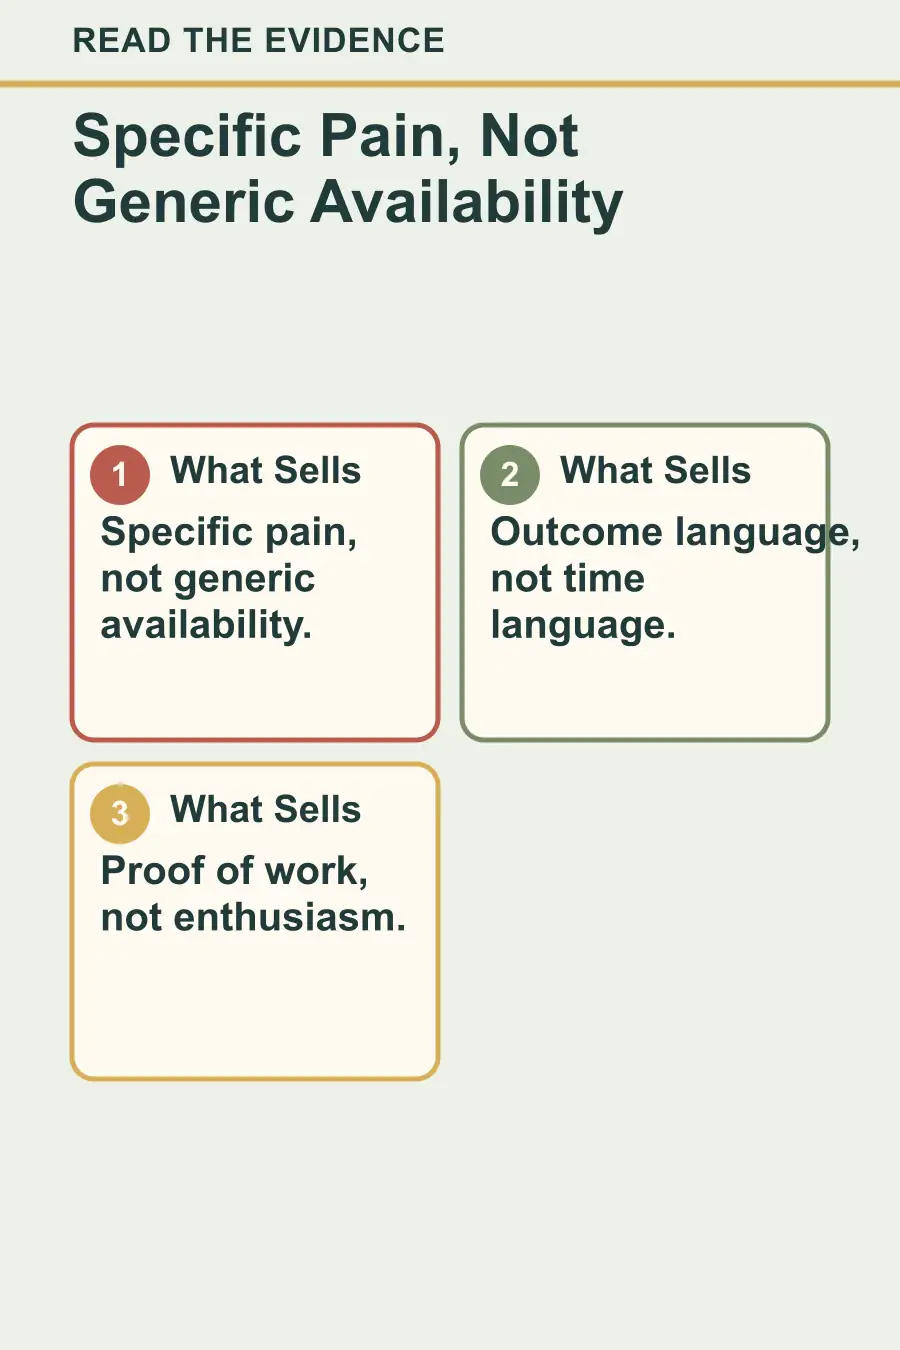 READ THE EVIDENCE
Specific Pain, Not
Generic Availability
1 What Sells
Specific pain,
not generic
availability.
2 What Sells
Outcome language,
not time
language.
3 What Sells
Proof of work,
not enthusiasm.